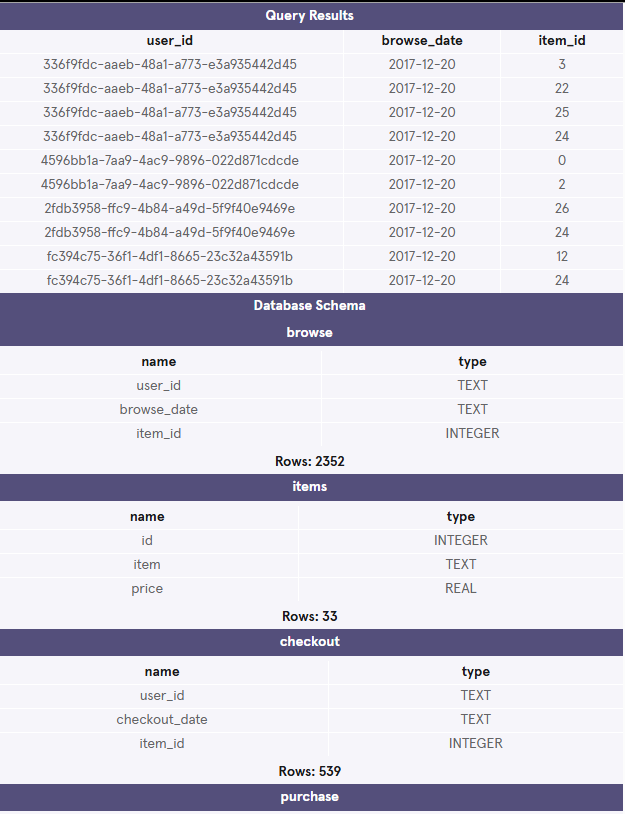 Query Results
user_id browse_date item_id
336f9fdc-aaeb-48a1-a773-e3a935442d45 2017-12-20 3
336f9fdc-aaeb-48a1-a773-e3a935442d45 2017-12-20 22
336f9fdc-aaeb-48a1-a773-e3a935442d45 2017-12-20 25
336f9fdc-aaeb-48a1-a773-e3a935442d45 2017-12-20 24
4596bb1a-7aa9-4ac9-9896-022d871cdcde 2017-12-20 0
4596bb1a-7aa9-4ac9-9896-022d871cdcde 2017-12-20 2
2fdb3958-ffc9-4b84-a49d-5f9f40e9469e 2017-12-20 26
2fdb3958-ffc9-4b84-a49d-5f9f40e9469e 2017-12-20 24
fc394c75-36f1-4df1-8665-23c32a43591b 2017-12-20 12
fc394c75-36f1-4df1-8665-23c32a43591b 2017-12-20 24
Database Schema
browse
name type
user_id TEXT
browse_date TEXT
item_id INTEGER
Rows: 2352
items
name type
id INTEGER
item TEXT
price REAL
Rows: 33
checkout
name type
user_id TEXT
checkout_date TEXT
item_id INTEGER
Rows: 539
purchase